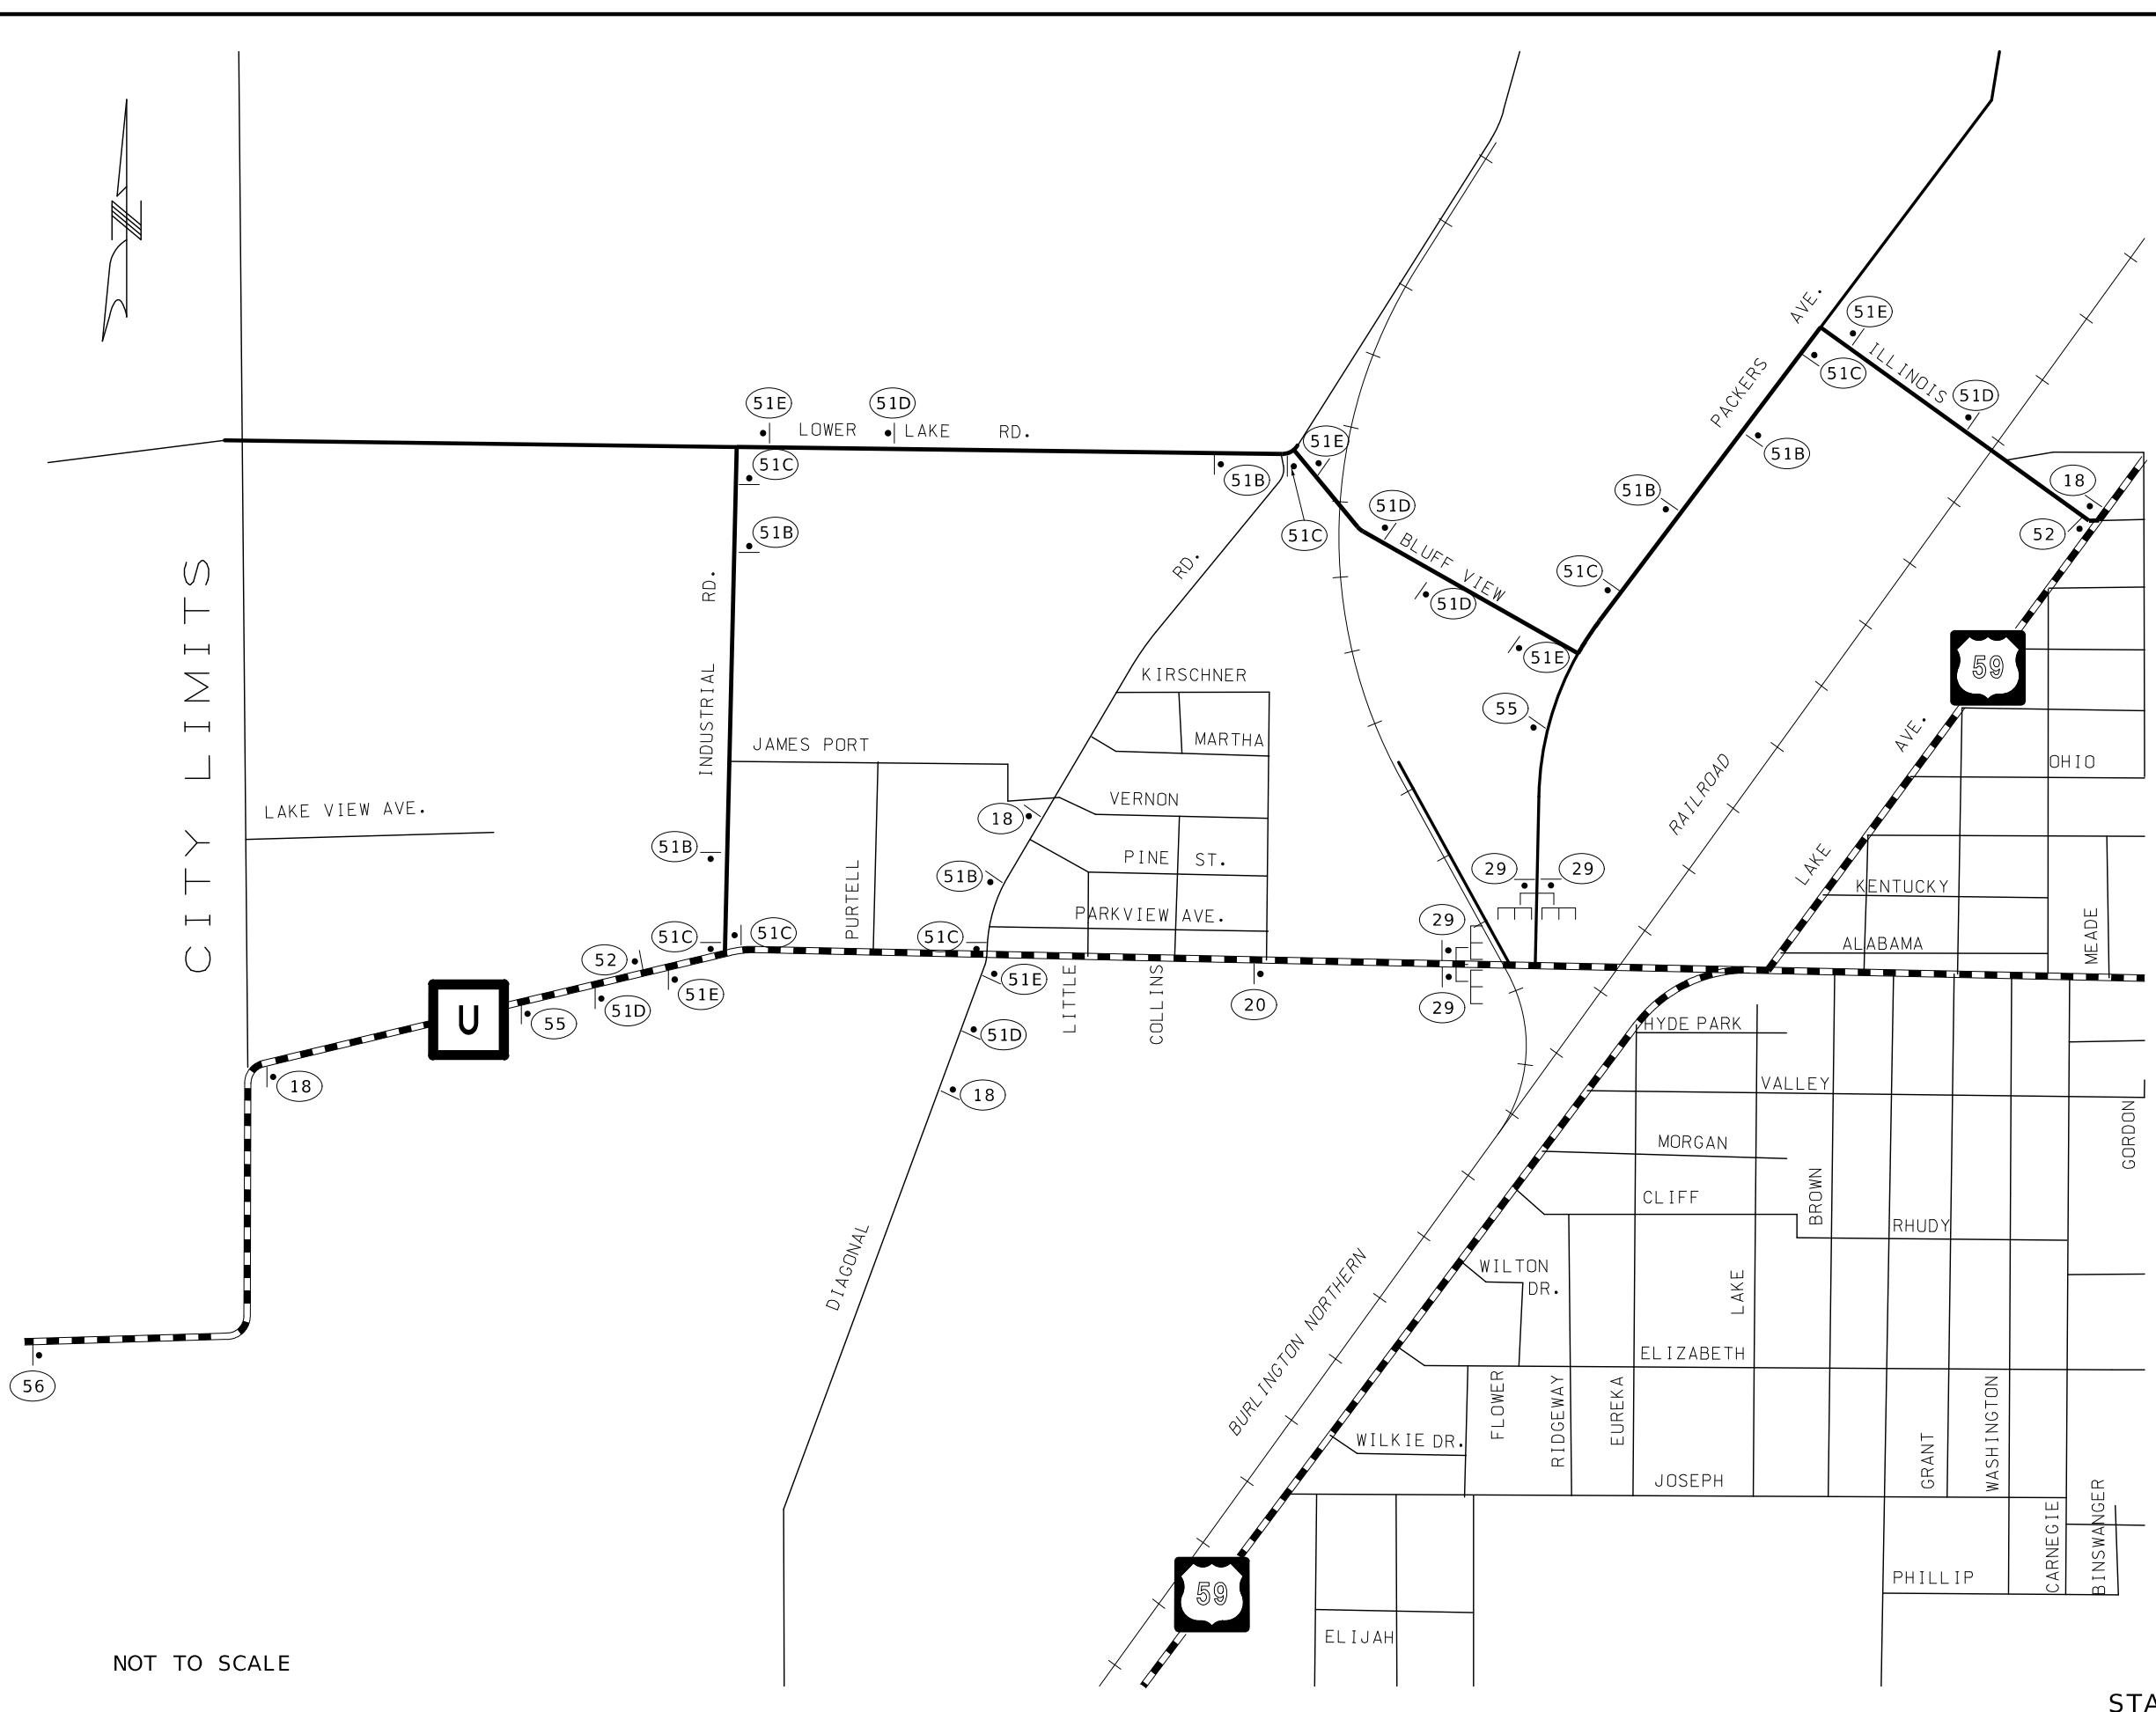 51E
51E
51D
ILLINOIS
AVE.
PACKERS
51C
51D
51B
LOWER LAKE RD.
51C
51E
51B
51B
18
52
51D
51C
51B
51B
BLUFF VIEW
51D
51C
51E
RD.
INDUSTRIAL
RD.
CITY LIMITS
KIRSCHNER
MARTHA
55
59
JAMES PORT
VERNON
18
RAILROAD
AVE.
LAKE
OHIO
LAKE VIEW AVE.
51B
PINE ST.
51B
PURTELL
PARKVIEW AVE.
29
29
29
29
KENTUCKY
ALABAMA
MEADE
51C
51C
51C
52
51E
51D
55
U
51E
LITTLE
COLLINS
20
51D
18
18
HYDE PARK
VALLEY
GORDON
MORGAN
BROWN
CLIFF
RHUDY
DIAGONAL
WILTON
DR.
LAKE
BURLINGTON NORTHERN
ELIZABETH
56
FLOWER
RIDGEWAY
EUREKA
WILKIE DR.
JOSEPH
GRANT
WASHINGTON
CARNEGIE
BINSWANGER
59
PHILLIP
ELIJAH
NOT TO SCALE
STA